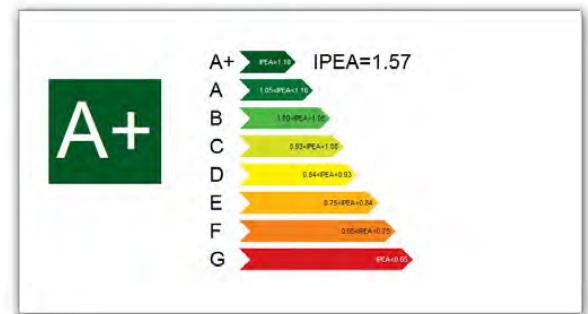 A+
A+ IPEA>1.10 IPEA=1.57
A 1.05<IPEA<1.10
B 1.00<IPEA<1.05
C 0.93<IPEA<1.00
D 0.84<IPEA<0.93
E 0.75<IPEA<0.84
F 0.65<IPEA<0.75
G IPEA<0.65